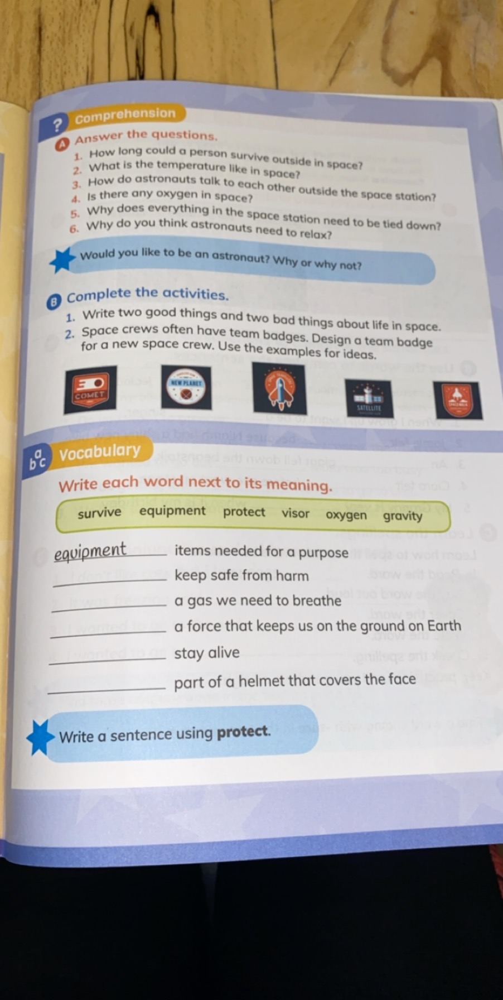 ? Comprehension
A Answer the questions.
1. How long could a person survive outside in space?
2. What is the temperature like in space?
3. How do astronauts talk to each other outside the space station?
4. Is there any oxygen in space?
5. Why does everything in the space station need to be tied down?
6. Why do you think astronauts need to relax?
Would you like to be an astronaut? Why or why not?
B Complete the activities.
1. Write two good things and two bad things about life in space.
2. Space crews often have team badges. Design a team badge
for a new space crew. Use the examples for ideas.
COMET
NEW PLANET
SATELLITE
a
bc Vocabulary
Write each word next to its meaning.
survive equipment protect visor oxygen gravity
equipment items needed for a purpose
keep safe from harm
a gas we need to breathe
a force that keeps us on the ground on Earth
stay alive
part of a helmet that covers the face
Write a sentence using protect.